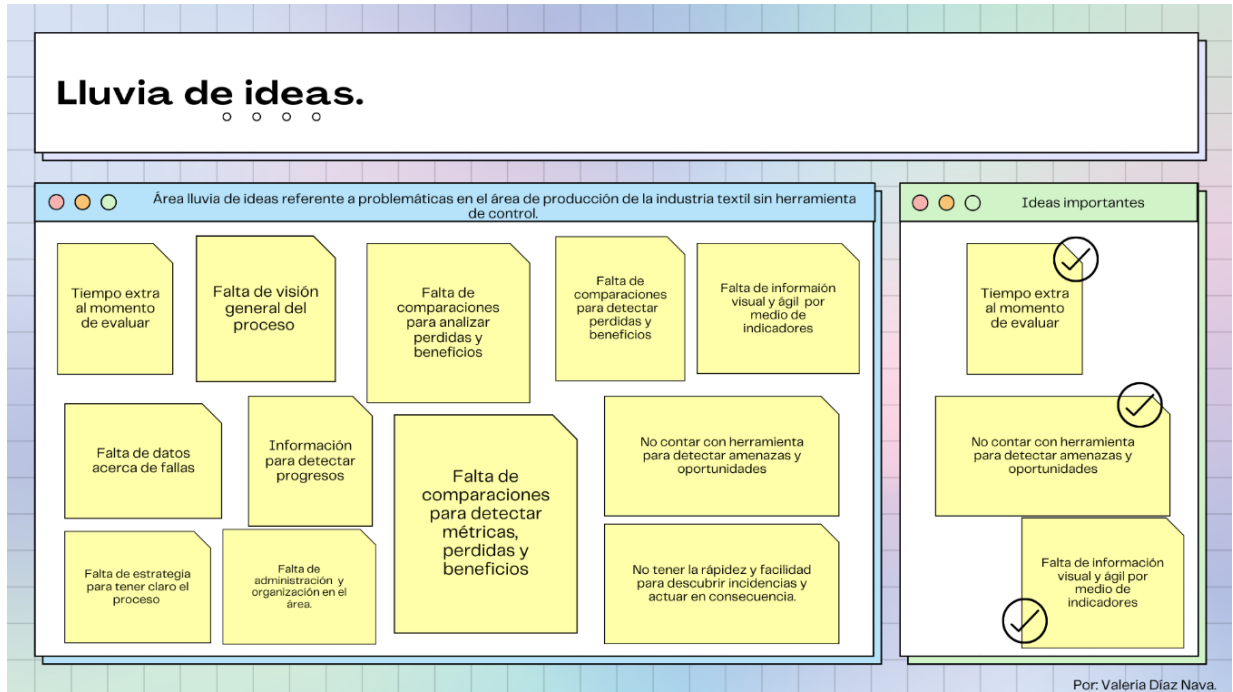 Lluvia de ideas.
Área lluvia de ideas referente a problemáticas en el área de producción de la industria textil sin herramienta
de control.
Tiempo extra
al momento
de evaluar
Falta de visión
general del
proceso
Falta de
comparaciones
para analizar
perdidas y
beneficios
Falta de
comparaciones
para detectar
perdidas y
beneficios
Falta de informaión
visual y ágil por
medio de
indicadores
Falta de datos
acerca de fallas
Información
para detectar
progresos
Falta de
comparaciones
para detectar
métricas,
perdidas y
beneficios
No contar con herramienta
para detectar amenazas y
oportunidades
Falta de estrategia
para tener claro el
proceso
Falta de
administración y
organización en el
área.
No tener la rápidez y facilidad
para descubrir incidencias y
actuar en consecuencia.
Ideas importantes
Tiempo extra
al momento
de evaluar
No contar con herramienta
para detectar amenazas y
oportunidades
Falta de información
visual y ágil por
medio de
indicadores
Por: Valeria Díaz Nava.